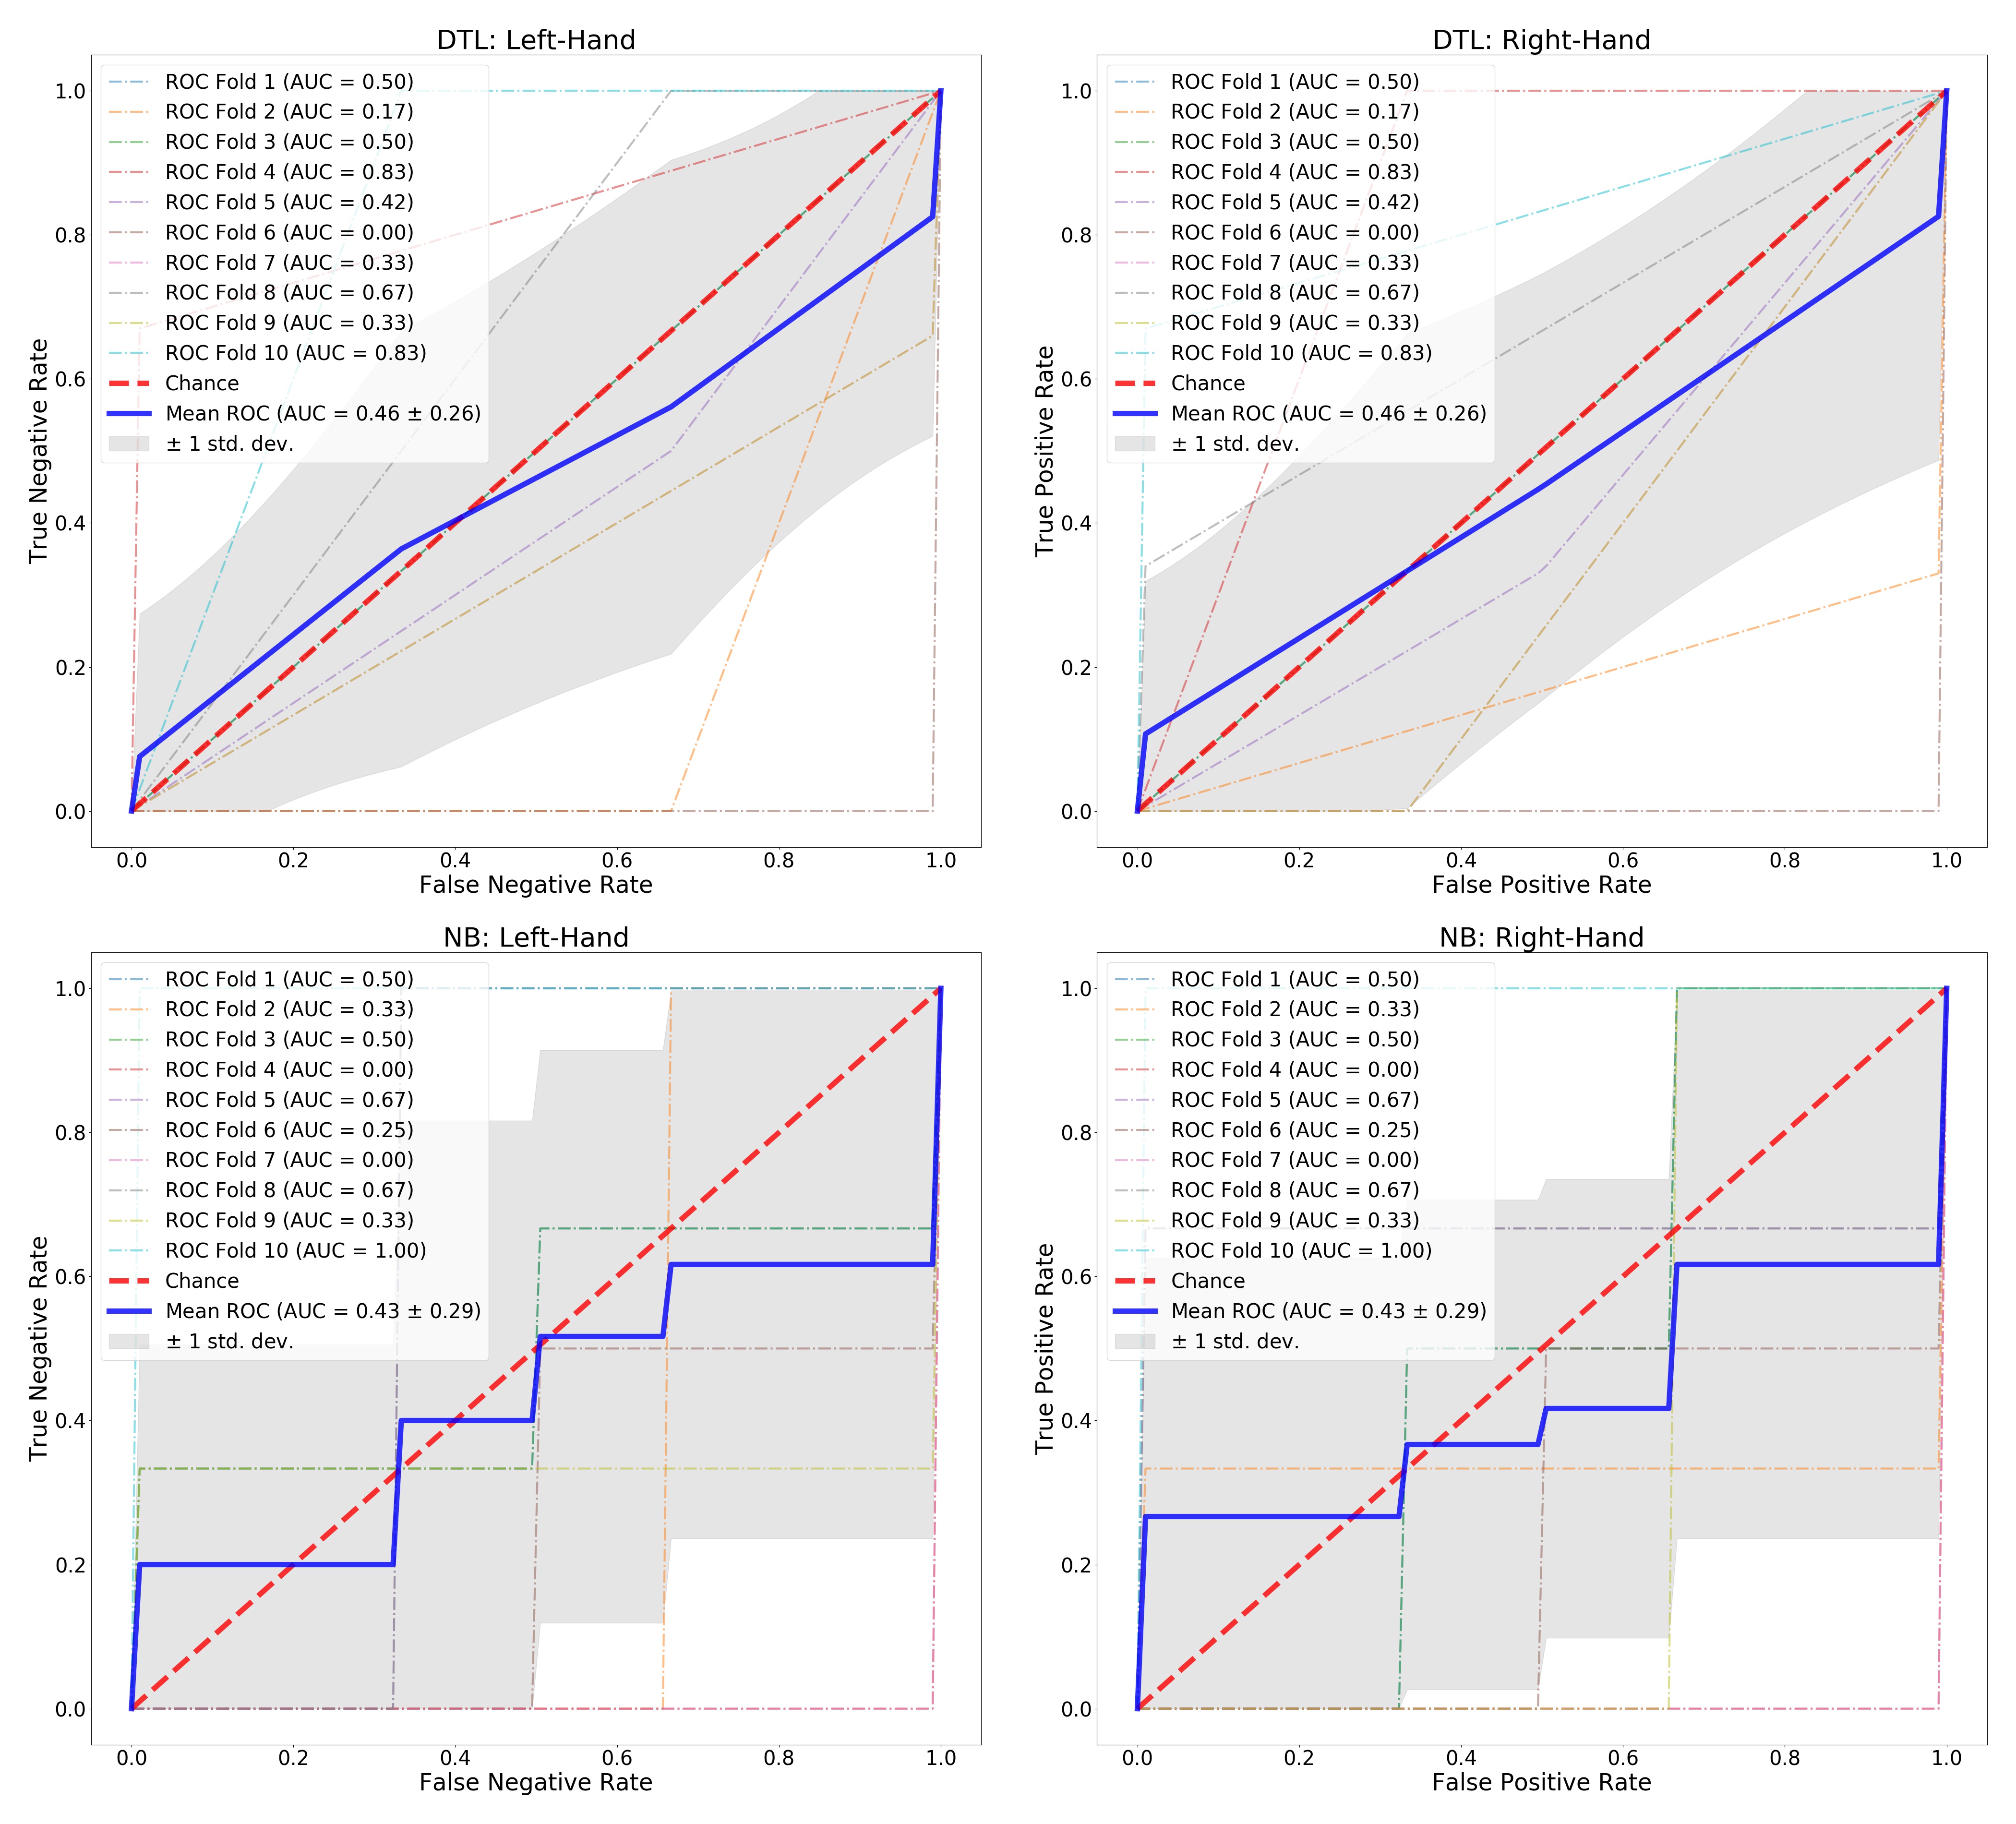 DTL: Left-Hand
True Negative Rate
1.0
0.8
0.6
0.4
0.2
0.0
ROC Fold 1 (AUC = 0.50)
ROC Fold 2 (AUC = 0.17)
ROC Fold 3 (AUC = 0.50)
ROC Fold 4 (AUC = 0.83)
ROC Fold 5 (AUC = 0.42)
ROC Fold 6 (AUC = 0.00)
ROC Fold 7 (AUC = 0.33)
ROC Fold 8 (AUC = 0.67)
ROC Fold 9 (AUC = 0.33)
ROC Fold 10 (AUC = 0.83)
Chance
Mean ROC (AUC = 0.46 ± 0.26)
± 1 std. dev.
0.0 0.2 0.4 0.6 0.8 1.0
False Negative Rate
DTL: Right-Hand
True Positive Rate
1.0
0.8
0.6
0.4
0.2
0.0
ROC Fold 1 (AUC = 0.50)
ROC Fold 2 (AUC = 0.17)
ROC Fold 3 (AUC = 0.50)
ROC Fold 4 (AUC = 0.83)
ROC Fold 5 (AUC = 0.42)
ROC Fold 6 (AUC = 0.00)
ROC Fold 7 (AUC = 0.33)
ROC Fold 8 (AUC = 0.67)
ROC Fold 9 (AUC = 0.33)
ROC Fold 10 (AUC = 0.83)
Chance
Mean ROC (AUC = 0.46 ± 0.26)
± 1 std. dev.
0.0 0.2 0.4 0.6 0.8 1.0
False Positive Rate
NB: Left-Hand
True Negative Rate
1.0
0.8
0.6
0.4
0.2
0.0
ROC Fold 1 (AUC = 0.50)
ROC Fold 2 (AUC = 0.33)
ROC Fold 3 (AUC = 0.50)
ROC Fold 4 (AUC = 0.00)
ROC Fold 5 (AUC = 0.67)
ROC Fold 6 (AUC = 0.25)
ROC Fold 7 (AUC = 0.00)
ROC Fold 8 (AUC = 0.67)
ROC Fold 9 (AUC = 0.33)
ROC Fold 10 (AUC = 1.00)
Chance
Mean ROC (AUC = 0.43 ± 0.29)
± 1 std. dev.
0.0 0.2 0.4 0.6 0.8 1.0
False Negative Rate
NB: Right-Hand
True Positive Rate
1.0
0.8
0.6
0.4
0.2
0.0
ROC Fold 1 (AUC = 0.50)
ROC Fold 2 (AUC = 0.33)
ROC Fold 3 (AUC = 0.50)
ROC Fold 4 (AUC = 0.00)
ROC Fold 5 (AUC = 0.67)
ROC Fold 6 (AUC = 0.25)
ROC Fold 7 (AUC = 0.00)
ROC Fold 8 (AUC = 0.67)
ROC Fold 9 (AUC = 0.33)
ROC Fold 10 (AUC = 1.00)
Chance
Mean ROC (AUC = 0.43 ± 0.29)
± 1 std. dev.
0.0 0.2 0.4 0.6 0.8 1.0
False Positive Rate